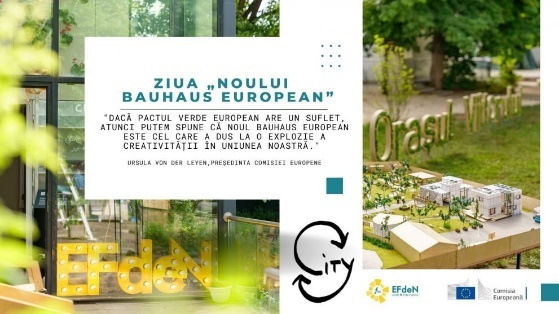 ZIUA „NOULUI
BAUHAUS EUROPEAN”
"DACĂ PACTUL VERDE EUROPEAN ARE UN SUFLET,
ATUNCI PUTEM SPUNE CĂ NOUL BAUHAUS EUROPEAN
ESTE CEL CARE A DUS LA O EXPLOZIE A
CREATIVITĂȚII ÎN UNIUNEA NOASTRĂ."
URSULA VON DER LEYEN,PREȘEDINTA COMISIEI EUROPENE
Orașul
EFdeN
CITY
EFdeN
Comisia
Europeană